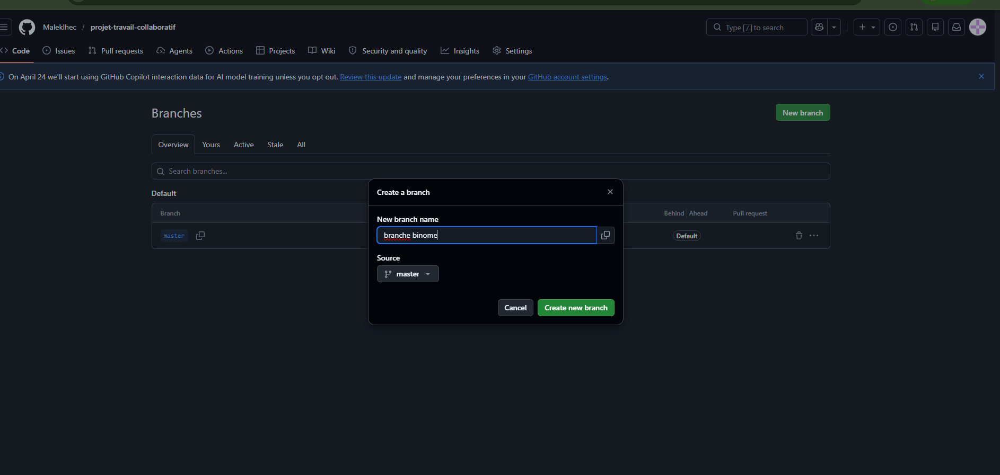 Maleklhec / projet-travail-collaboratif
Type / to search
Code Issues Pull requests Agents Actions Projects Wiki Security and quality Insights Settings
On April 24 we'll start using GitHub Copilot interaction data for AI model training unless you opt out. Review this update and manage your preferences in your GitHub account settings.
Branches
New branch
Overview Yours Active Stale All
Search branches...
Default
Branch Behind Ahead Pull request
master Default
Create a branch
New branch name
branche binome
Source
master
Cancel Create new branch